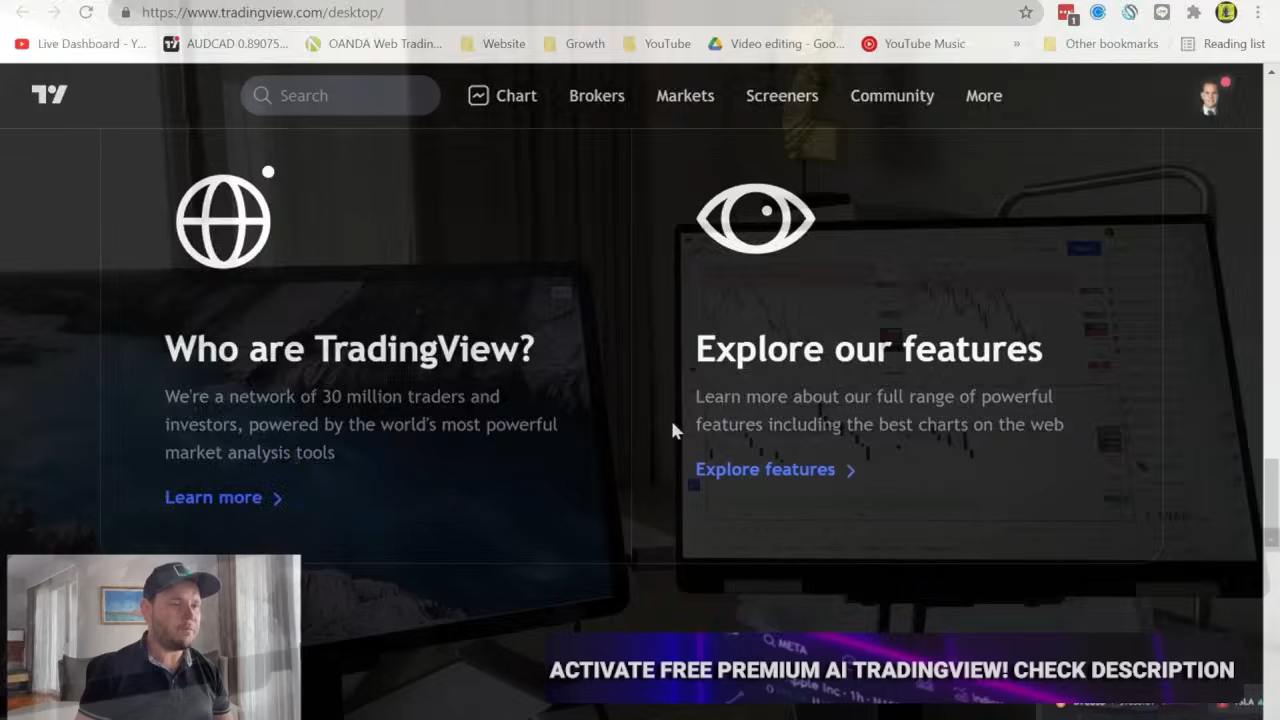 https://www.tradingview.com/desktop/
1
Live Dashboard - Y...
AUDCAD 0.89075...
OANDA Web Tradin...
Website
Growth
YouTube
Video editing - Goo...
YouTube Music
»
Other bookmarks
Reading list
Search
Chart
Brokers
Markets
Screeners
Community
More
Who are TradingView?
We're a network of 30 million traders and
investors, powered by the world's most powerful
market analysis tools
Learn more
Explore our features
Learn more about our full range of powerful
features including the best charts on the web
Explore features
META
ACTIVATE FREE PREMIUM AI TRADINGVIEW! CHECK DESCRIPTION